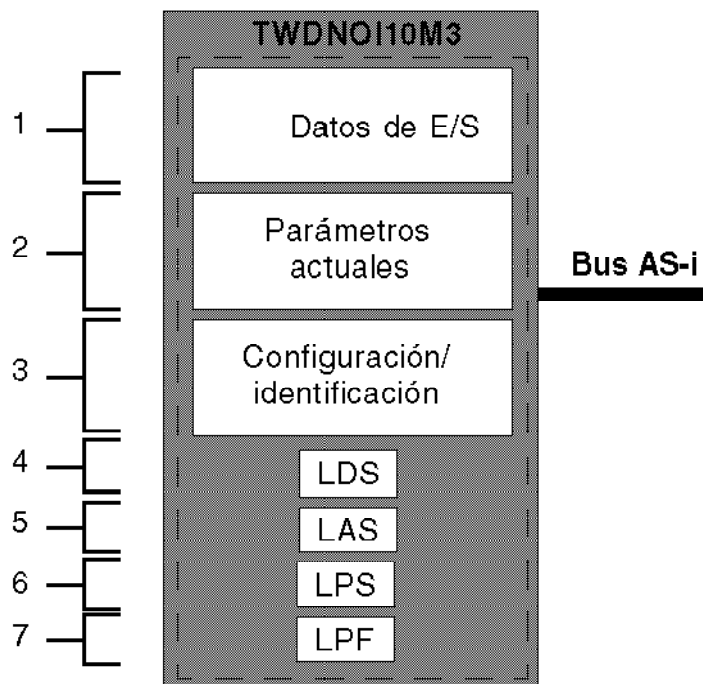 TWDNOI10M3
1
Datos de E/S
2
Parámetros
actuales
Bus AS-i
3
Configuración/
identificación
4
LDS
5
LAS
6
LPS
7
LPF